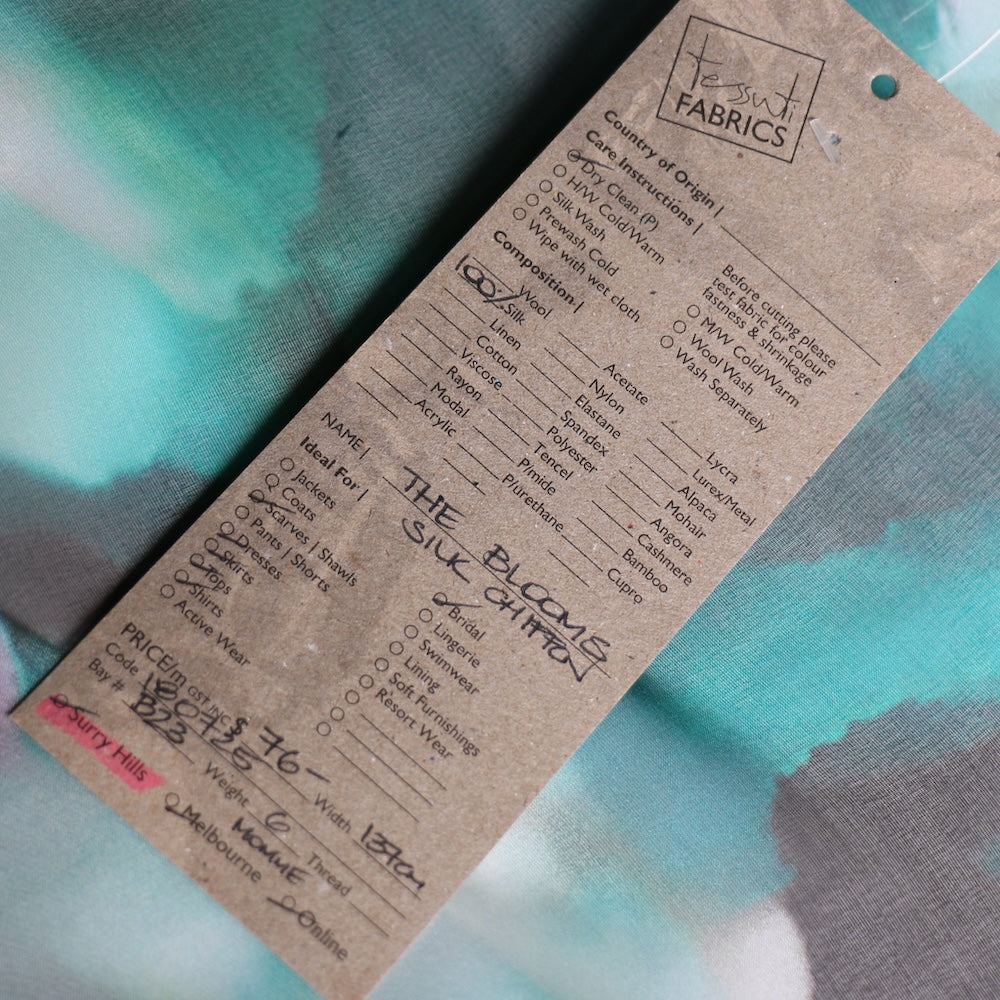 tessuti
FABRICS
Country of Origin |
Care Instructions |
Dry Clean (P)
H/W Cold/Warm
Silk Wash
Prewash Cold
Wipe with wet cloth
Before cutting please
test fabric for colour
fastness & shrinkage
M/W Cold/Warm
Wool Wash
Wash Separately
Composition |
Wool
100% Silk
Linen
Cotton
Viscose
Rayon
Modal
Acrylic
Acetate
Nylon
Elastane
Spandex
Polyester
Tencel
P/mide
P/urethane
Lycra
Lurex/Metal
Alpaca
Mohair
Angora
Cashmere
Bamboo
Cupro
NAME | THE BLOOMS
SILK CHIFFON
Ideal For |
Jackets
Coats
Scarves | Shawls
Pants | Shorts
Dresses
Skirts
Tops
Shirts
Active Wear
Bridal
Lingerie
Swimwear
Lining
Soft Furnishings
Resort Wear
PRICE/m GST INC $ 76-
Code Width 137cm
Bay # B23 Weight 6 MOMME Thread
Surry Hills
Melbourne
Online